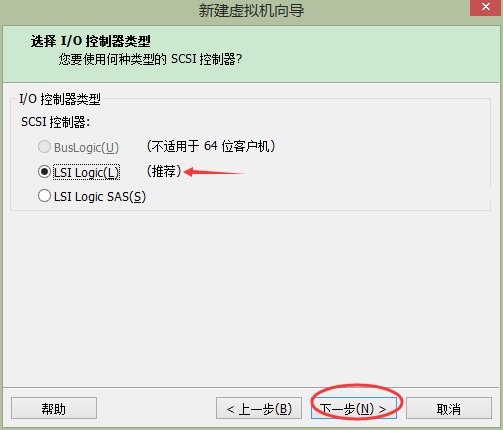 新建虚拟机向导
选择 I/O 控制器类型
您要使用何种类型的 SCSI 控制器?
I/O 控制器类型
SCSI 控制器:
BusLogic(U) (不适用于 64 位客户机)
LSI Logic(L) (推荐)
LSI Logic SAS(S)
帮助 < 上一步(B) 下一步(N) > 取消